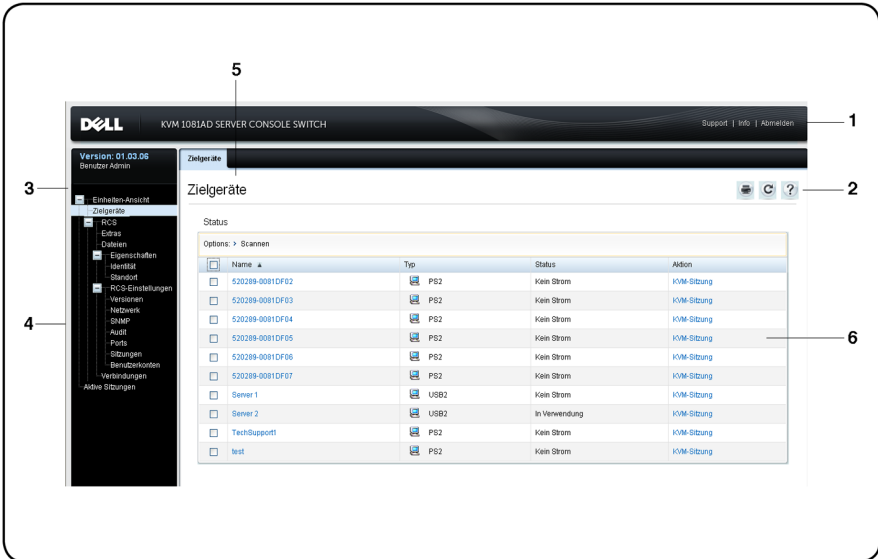 5
DELL KVM 1081AD SERVER CONSOLE SWITCH Support | Info | Abmelden 1
Version: 01.03.06
Benutzer Admin
Zielgeräte
3
Zielgeräte ? 2
Einheiten-Ansicht
Zielgeräte
RCS
Extras
Dateien
Eigenschaften
Identität
Standort
RCS-Einstellungen
Versionen
Netzwerk
SNMP
Audit
Ports
Sitzungen
Benutzerkonten
Verbindungen
Aktive Sitzungen
4
Status
Options: > Scannen
Name Typ Status Aktion
520289-0081DF02 PS2 Kein Strom KVM-Sitzung
520289-0081DF03 PS2 Kein Strom KVM-Sitzung
520289-0081DF04 PS2 Kein Strom KVM-Sitzung
520289-0081DF05 PS2 Kein Strom KVM-Sitzung 6
520289-0081DF06 PS2 Kein Strom KVM-Sitzung
520289-0081DF07 PS2 Kein Strom KVM-Sitzung
Server 1 USB2 Kein Strom KVM-Sitzung
Server 2 USB2 In Verwendung KVM-Sitzung
TechSupport1 PS2 Kein Strom KVM-Sitzung
test PS2 Kein Strom KVM-Sitzung